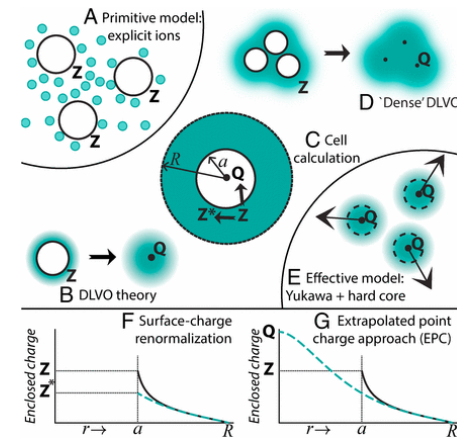 A Primitive model:
explicit ions
Z
Z
Z
Z
Q
D `Dense' DLVO
C Cell
calculation
R
a
Q
Z* Z
Z
Q
B DLVO theory
Q
Q
Q
E Effective model:
Yukawa + hard core
F Surface-charge
renormalization
Enclosed charge
Z
Z*
r→ a R
G Extrapolated point
charge approach (EPC)
Enclosed charge
Q
Z
r→ a R